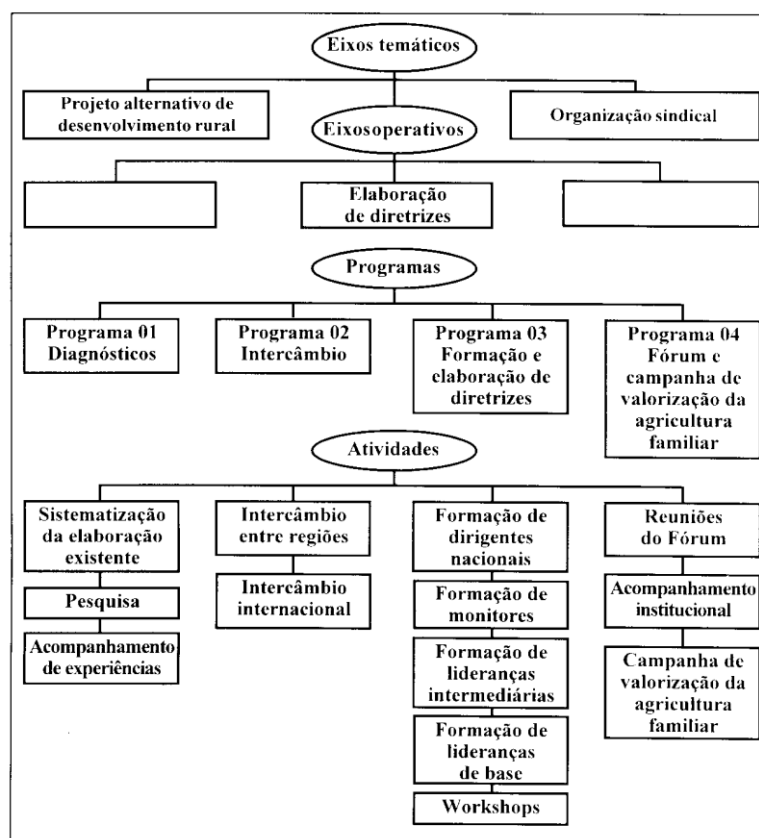 Eixos temáticos
Projeto alternativo de
desenvolvimento rural
Organização sindical
Eixosoperativos
Elaboração
de diretrizes
Programas
Programa 01
Diagnósticos
Programa 02
Intercâmbio
Programa 03
Formação e
elaboração de
diretrizes
Programa 04
Fórum e
campanha de
valorização da
agricultura
familiar
Atividades
Sistematização
da elaboração
existente
Pesquisa
Acompanhamento
de experiências
Intercâmbio
entre regiões
Intercâmbio
internacional
Formação de
dirigentes
nacionais
Formação de
monitores
Formação de
lideranças
intermediárias
Formação de
lideranças
de base
Workshops
Reuniões
do Fórum
Acompanhamento
institucional
Campanha de
valorização da
agricultura
familiar